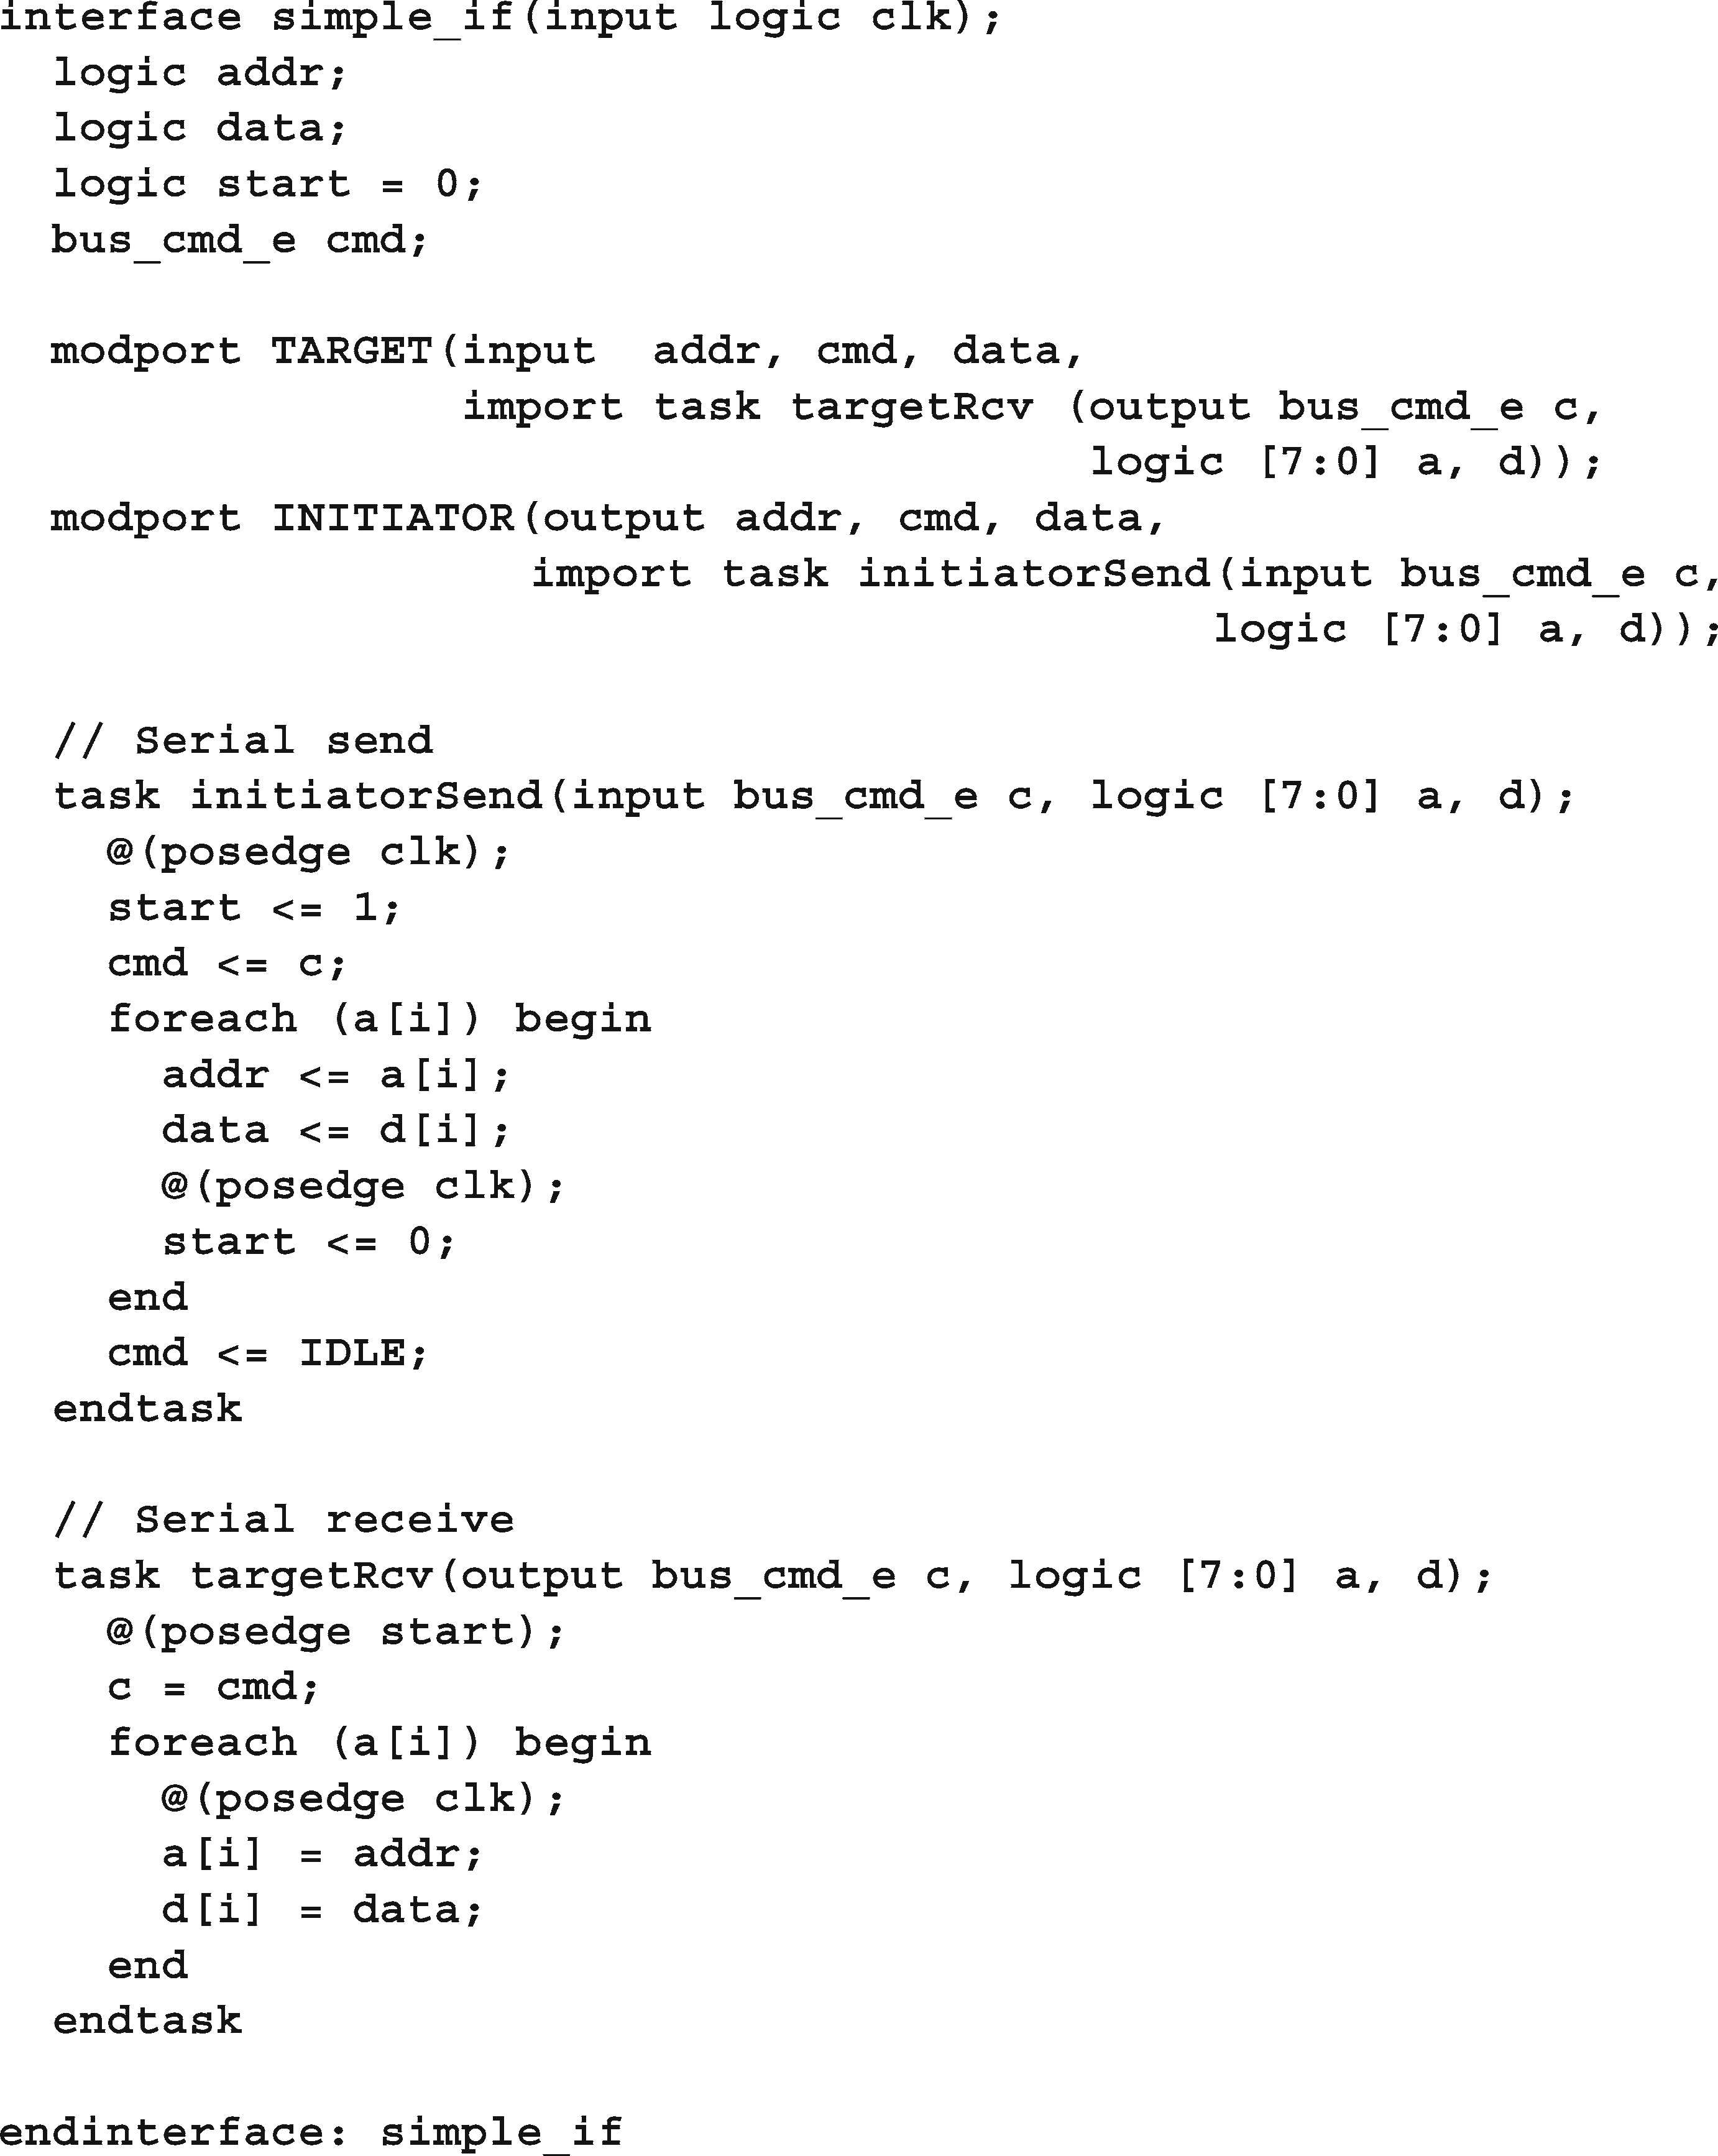 interface simple_if(input logic clk);
  logic addr;
  logic data;
  logic start = 0;
  bus_cmd_e cmd;

  modport TARGET(input  addr, cmd, data,
                 import task targetRcv (output bus_cmd_e c,
                                        logic [7:0] a, d));
  modport INITIATOR(output addr, cmd, data,
                    import task initiatorSend(input bus_cmd_e c,
                                             logic [7:0] a, d));

  // Serial send
  task initiatorSend(input bus_cmd_e c, logic [7:0] a, d);
    @(posedge clk);
    start <= 1;
    cmd <= c;
    foreach (a[i]) begin
      addr <= a[i];
      data <= d[i];
      @(posedge clk);
      start <= 0;
    end
    cmd <= IDLE;
  endtask

  // Serial receive
  task targetRcv(output bus_cmd_e c, logic [7:0] a, d);
    @(posedge start);
    c = cmd;
    foreach (a[i]) begin
      @(posedge clk);
      a[i] = addr;
      d[i] = data;
    end
  endtask

endinterface: simple_if